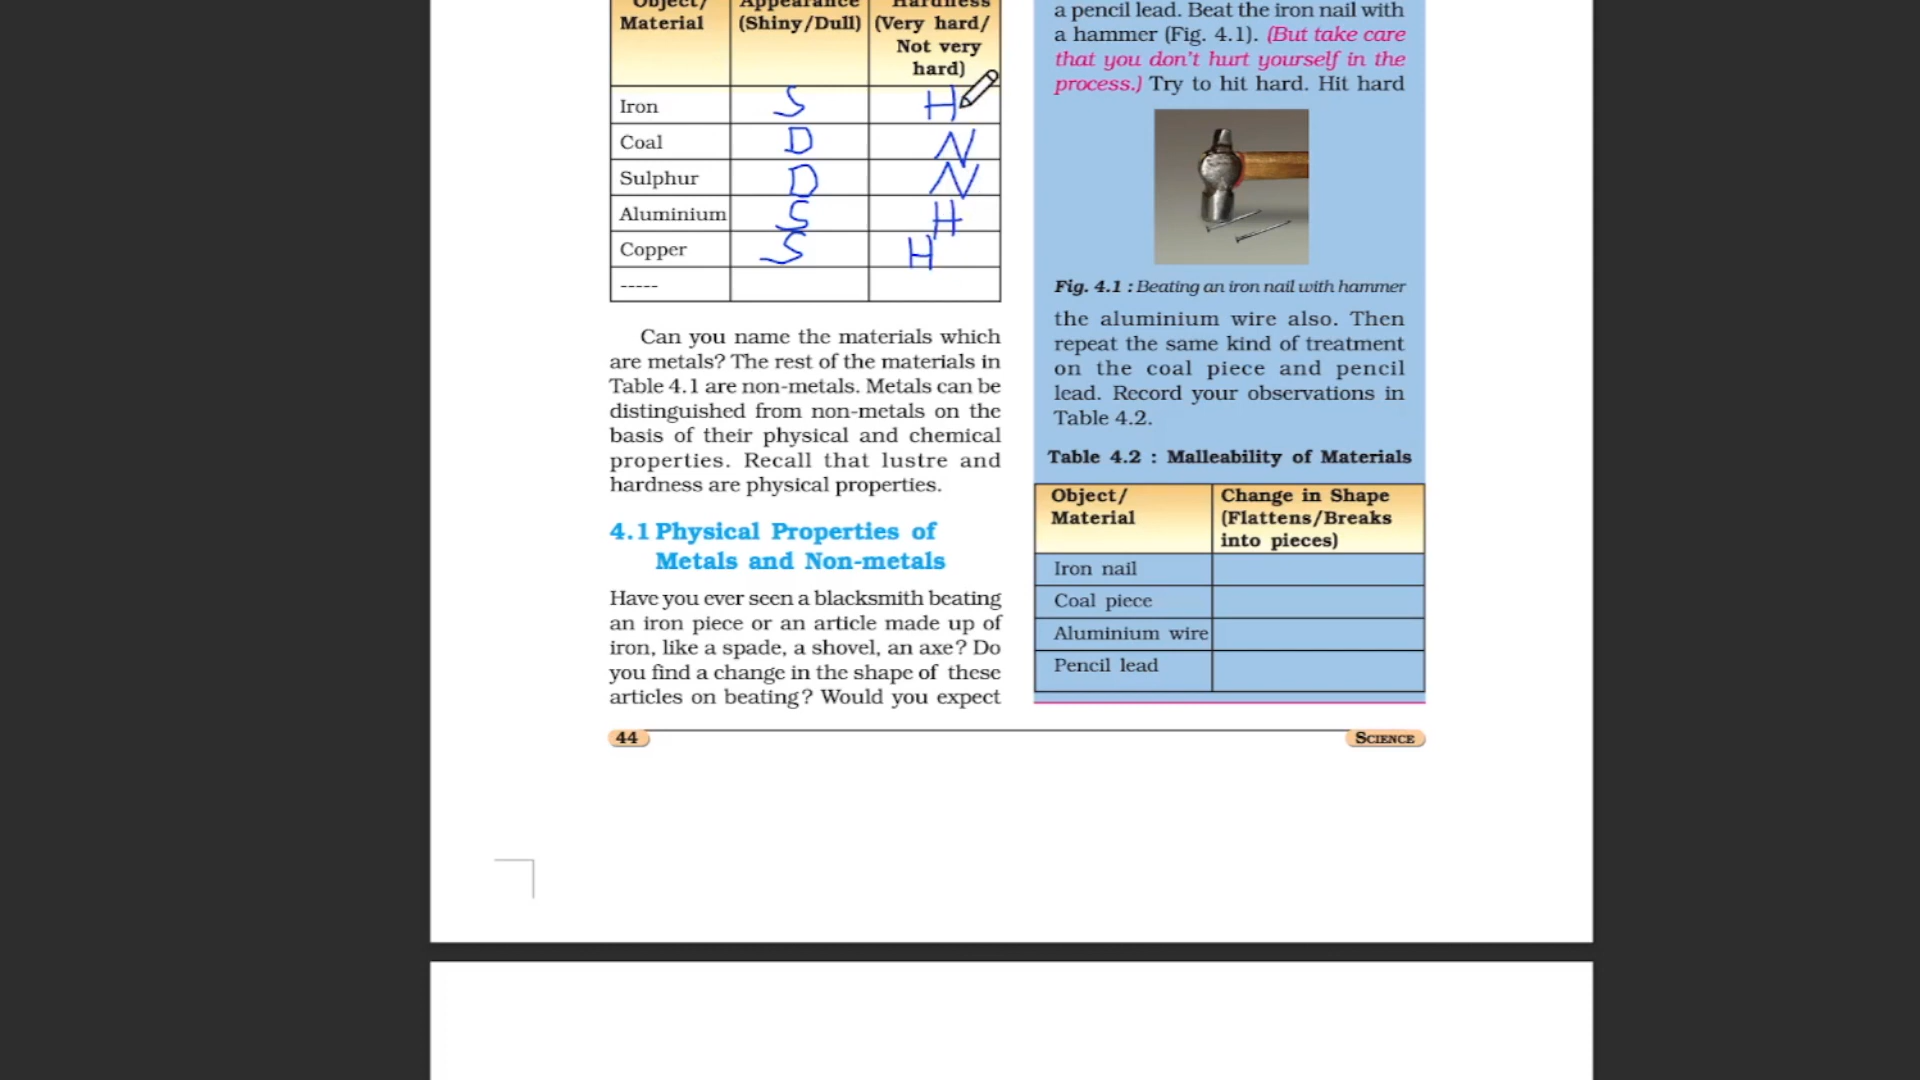 Object/ Appearance Hardness
Material (Shiny/Dull) (Very hard/
Not very
hard)
Iron S H
Coal D N
Sulphur D N
Aluminium S H
Copper S H
-----
Can you name the materials which
are metals? The rest of the materials in
Table 4.1 are non-metals. Metals can be
distinguished from non-metals on the
basis of their physical and chemical
properties. Recall that lustre and
hardness are physical properties.
4.1 Physical Properties of
Metals and Non-metals
Have you ever seen a blacksmith beating
an iron piece or an article made up of
iron, like a spade, a shovel, an axe? Do
you find a change in the shape of these
articles on beating? Would you expect
a pencil lead. Beat the iron nail with
a hammer (Fig. 4.1). (But take care
that you don't hurt yourself in the
process.) Try to hit hard. Hit hard
Fig. 4.1 : Beating an iron nail with hammer
the aluminium wire also. Then
repeat the same kind of treatment
on the coal piece and pencil
lead. Record your observations in
Table 4.2.
Table 4.2 : Malleability of Materials
Object/ Change in Shape
Material (Flattens/Breaks
into pieces)
Iron nail
Coal piece
Aluminium wire
Pencil lead
44 SCIENCE